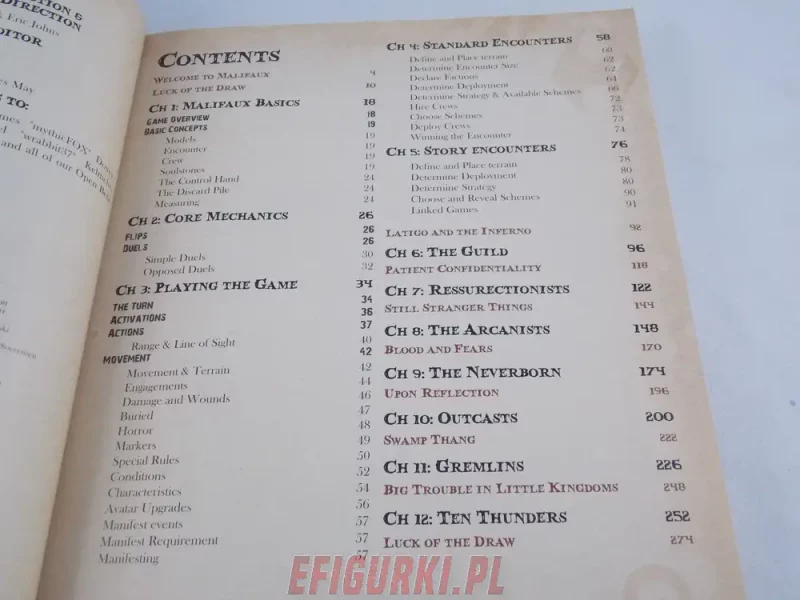 & Eric Johns
May
Contents
Welcome to Malifaux 4
Luck of the Draw 10
Ch 1: Malifaux Basics 18
Game Overview 18
Basic Concepts 19
Models 19
Encounter 19
Crew 19
Soulstones 19
The Control Hand 24
The Discard Pile 24
Measuring 24
Ch 2: Core Mechanics 26
Flips 26
Duels 26
Simple Duels 30
Opposed Duels 32
Ch 3: Playing the Game 34
The Turn 34
Activations 36
Actions 37
Range & Line of Sight 40
Movement 42
Movement & Terrain 42
Engagements 44
Damage and Wounds 46
Buried 47
Horror 48
Markers 49
Special Rules 50
Conditions 52
Characteristics 54
Avatar Upgrades 56
Manifest events 57
Manifest Requirement 57
Manifesting 57
Ch 4: Standard Encounters 58
Define and Place terrain 60
Determine Encounter Size 62
Declare Factions 62
Determine Deployment 64
Determine Strategy & Available Schemes 66
Hire Crews 72
Choose Schemes 73
Deploy Crews 73
Winning the Encounter 74
Ch 5: Story Encounters 76
Define and Place terrain 78
Determine Deployment 80
Determine Strategy 80
Choose and Reveal Schemes 90
Linked Games 91
Latigo and the Inferno 92
Ch 6: The Guild 96
Patient Confidentiality 118
Ch 7: Ressurectionists 122
Still Stranger Things 144
Ch 8: The Arcanists 148
Blood and Fears 170
Ch 9: The Neverborn 174
Upon Reflection 196
Ch 10: Outcasts 200
Swamp Thang 222
Ch 11: Gremlins 226
Big Trouble in Little Kingdoms 248
Ch 12: Ten Thunders 252
Luck of the Draw 274
EFIGURKI.PL